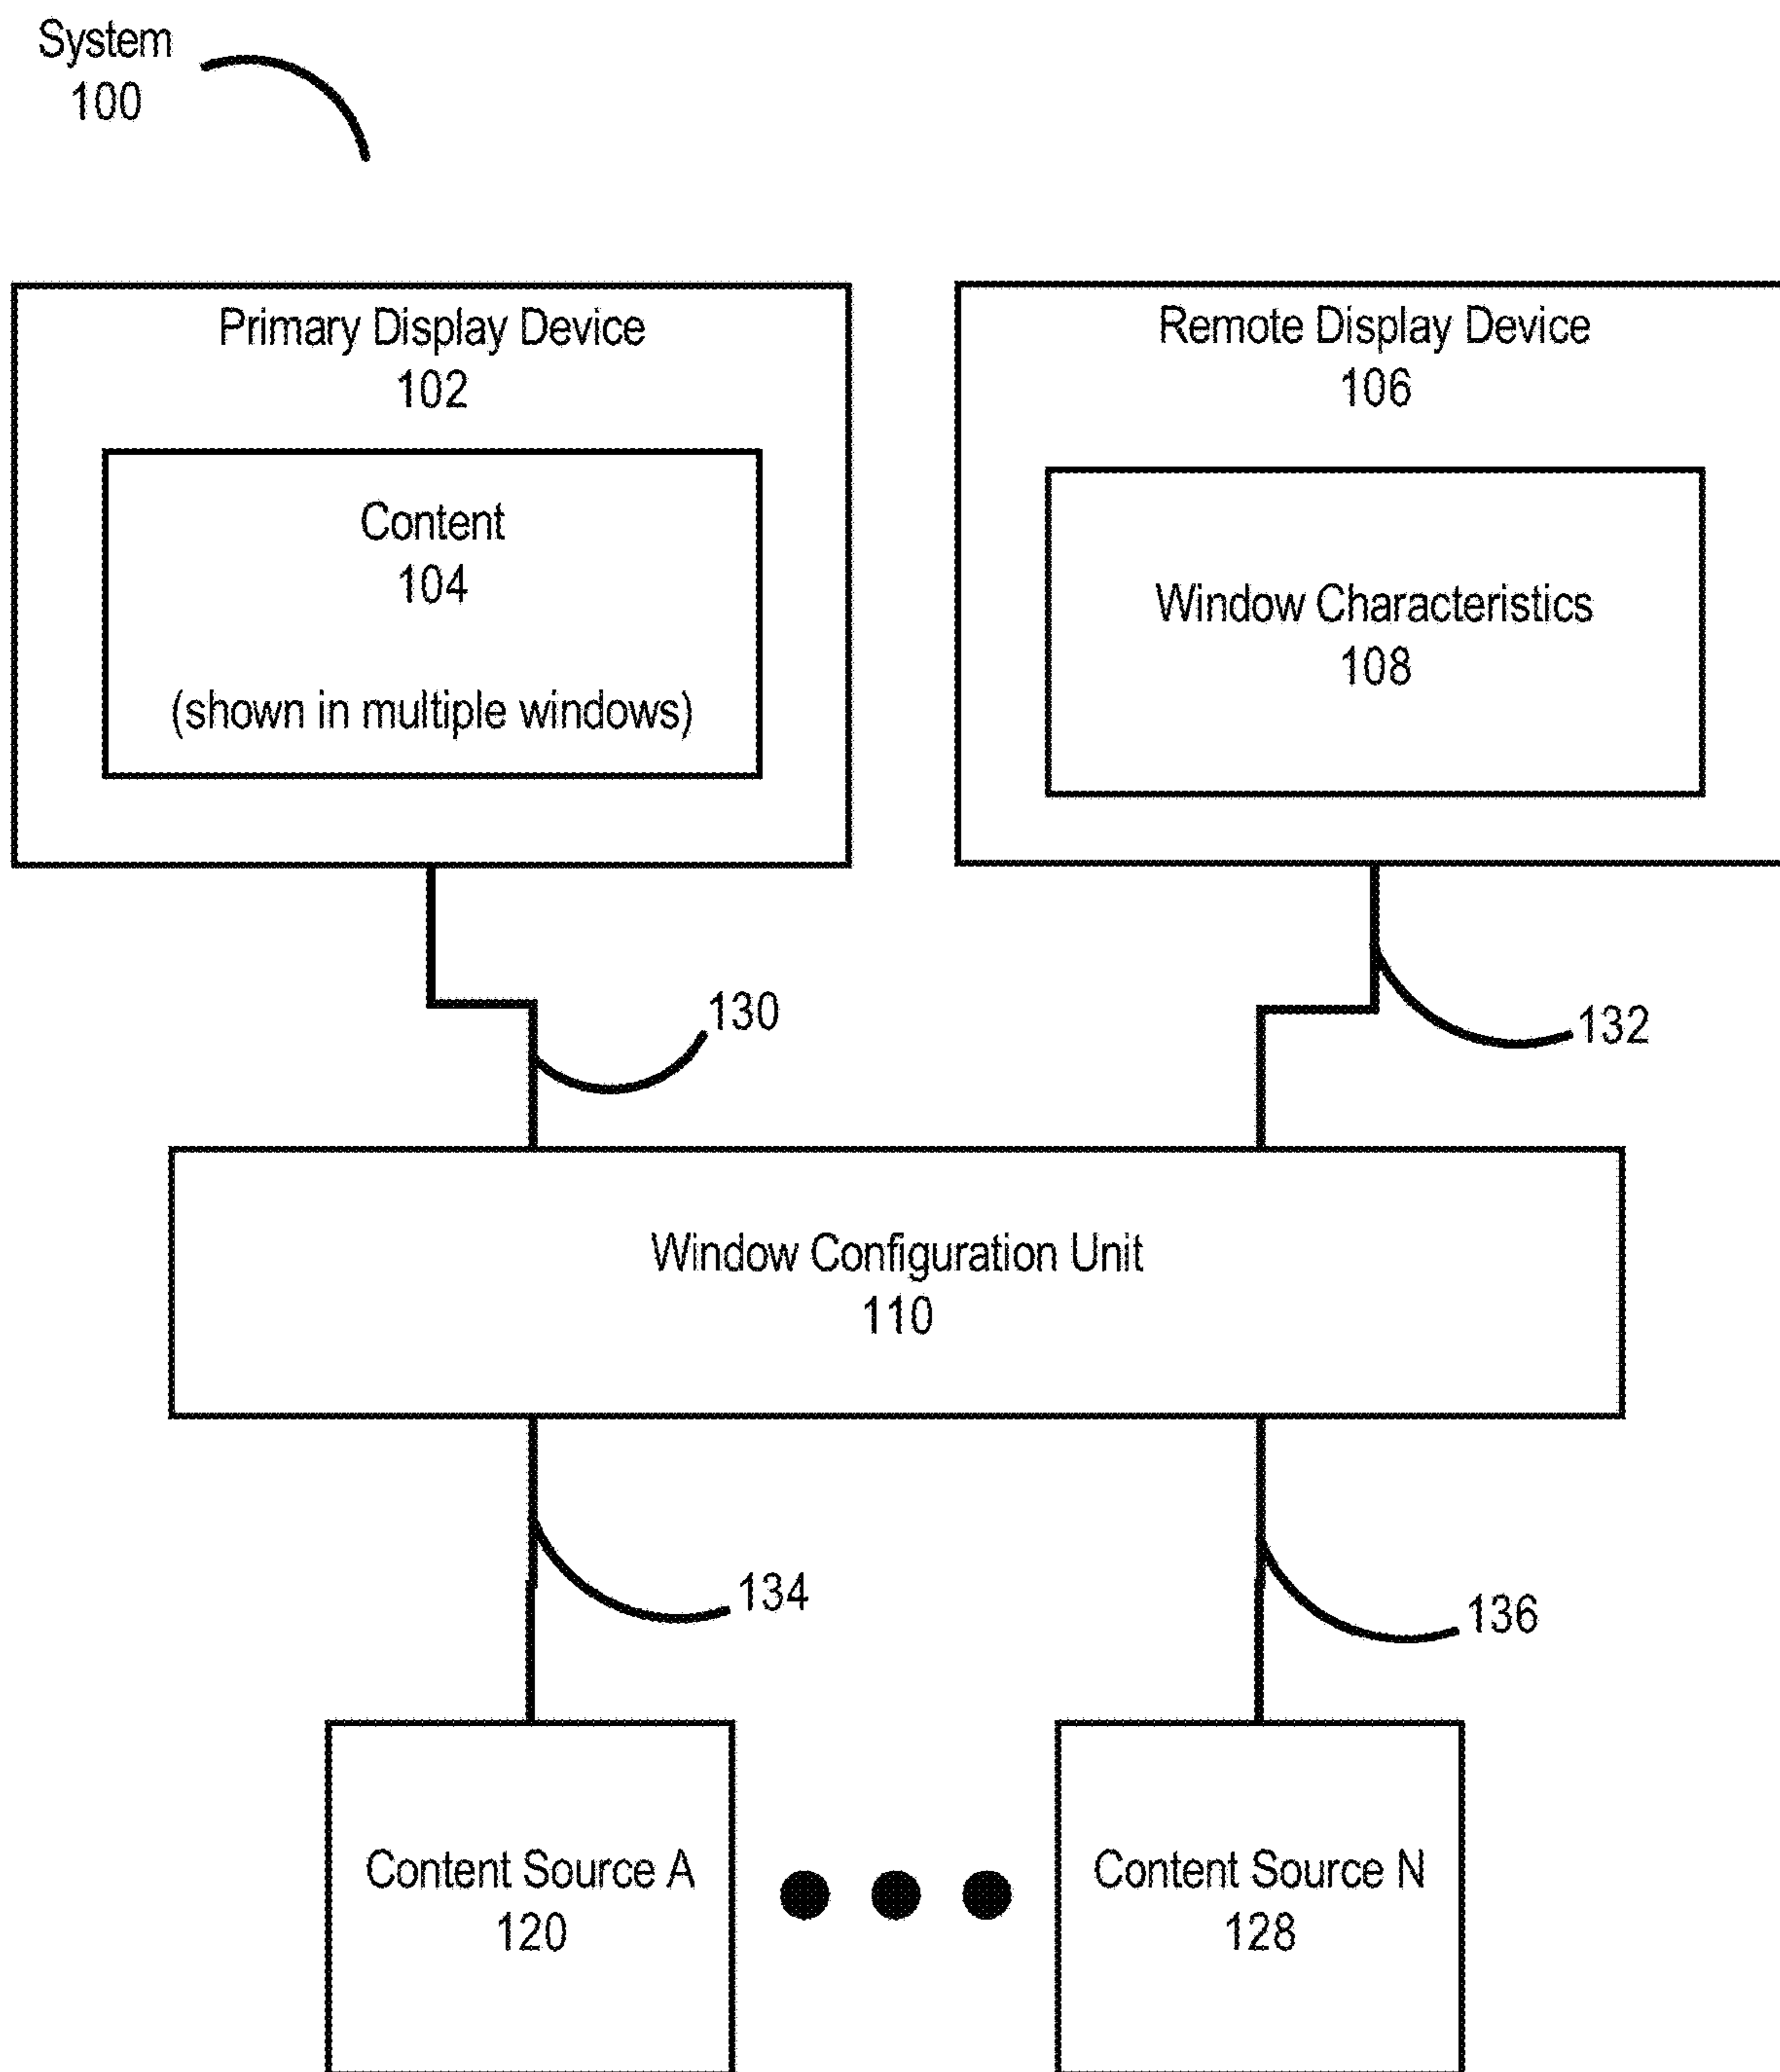 System
100
Primary Display Device
102
Content
104
(shown in multiple windows)
Remote Display Device
106
Window Characteristics
108
130
132
Window Configuration Unit
110
134
136
Content Source A
120
Content Source N
128